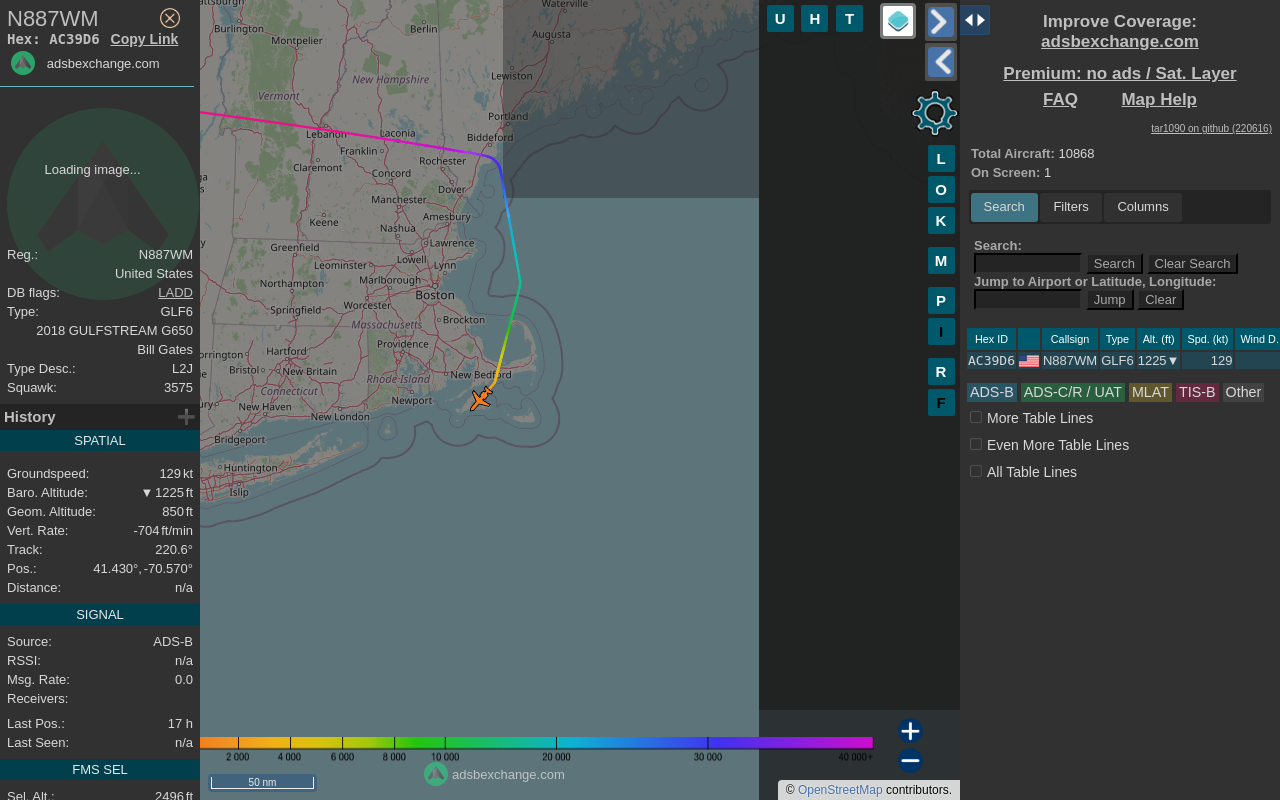 N887WM
Hex: AC39D6 Copy Link
adsbexchange.com
Loading image...
Reg.: N887WM
United States
DB flags: LADD
Type: GLF6
2018 GULFSTREAM G650
Bill Gates
Type Desc.: L2J
Squawk: 3575
History
SPATIAL
Groundspeed: 129 kt
Baro. Altitude: ▼ 1225 ft
Geom. Altitude: 850 ft
Vert. Rate: -704 ft/min
Track: 220.6°
Pos.: 41.430°, -70.570°
Distance: n/a
SIGNAL
Source: ADS-B
RSSI: n/a
Msg. Rate: 0.0
Receivers:
Last Pos.: 17 h
Last Seen: n/a
FMS SEL
Sel. Alt.: 2496 ft
Waterville
Burlington
Berlin
Augusta
Montpelier
Lewiston
New Hampshire
Vermont
Portland
Lebanon
Laconia
Biddeford
Franklin
Rochester
Claremont
Concord
Dover
Manchester
Amesbury
Keene
Nashua
Lawrence
Greenfield
Lowell
Leominster
Lynn
Northampton
Marlborough
Boston
Worcester
Springfield
Massachusetts
Brockton
Providence
Hartford
Bristol
New Britain
Rhode Island
New Bedford
Connecticut
New Haven
Newport
New London
Bridgeport
Huntington
Islip
2 000
4 000
6 000
8 000
10 000
20 000
30 000
40 000+
50 nm
adsbexchange.com
© OpenStreetMap contributors.
U H T
L
O
K
M
P
I
R
F
Improve Coverage:
adsbexchange.com
Premium: no ads / Sat. Layer
FAQ Map Help
tar1090 on github (220616)
Total Aircraft: 10868
On Screen: 1
Search Filters Columns
Search:
Search Clear Search
Jump to Airport or Latitude, Longitude:
Jump Clear
Hex ID Callsign Type Alt. (ft) Spd. (kt) Wind D.
AC39D6 N887WM GLF6 1225▼ 129
ADS-B ADS-C/R / UAT MLAT TIS-B Other
More Table Lines
Even More Table Lines
All Table Lines